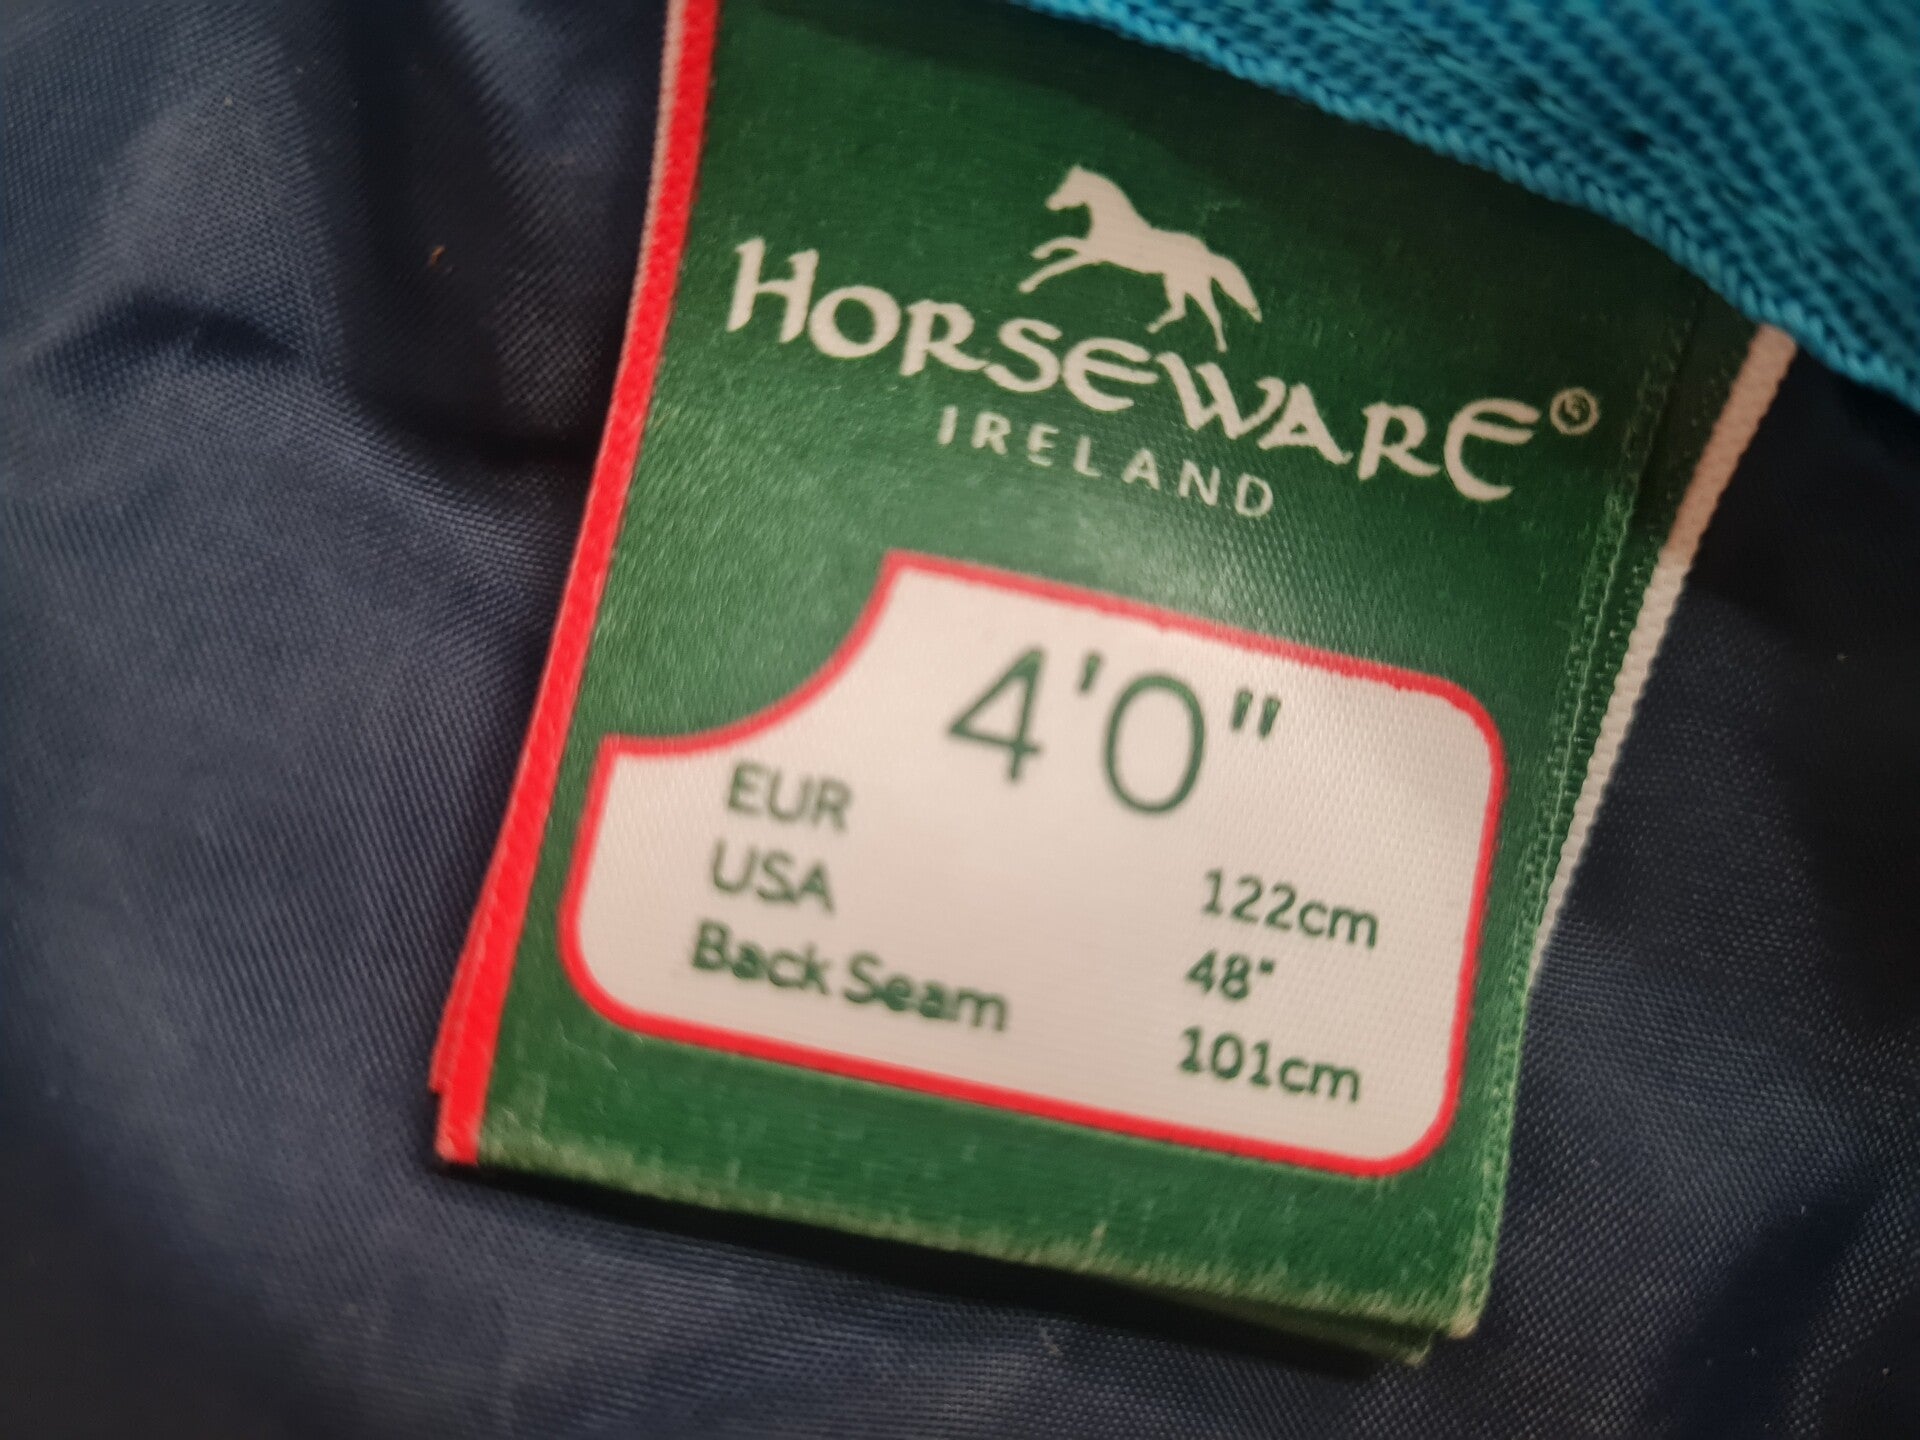 HORSEWARE®
IRELAND
4'0"
EUR 122cm
USA 48"
Back Seam 101cm